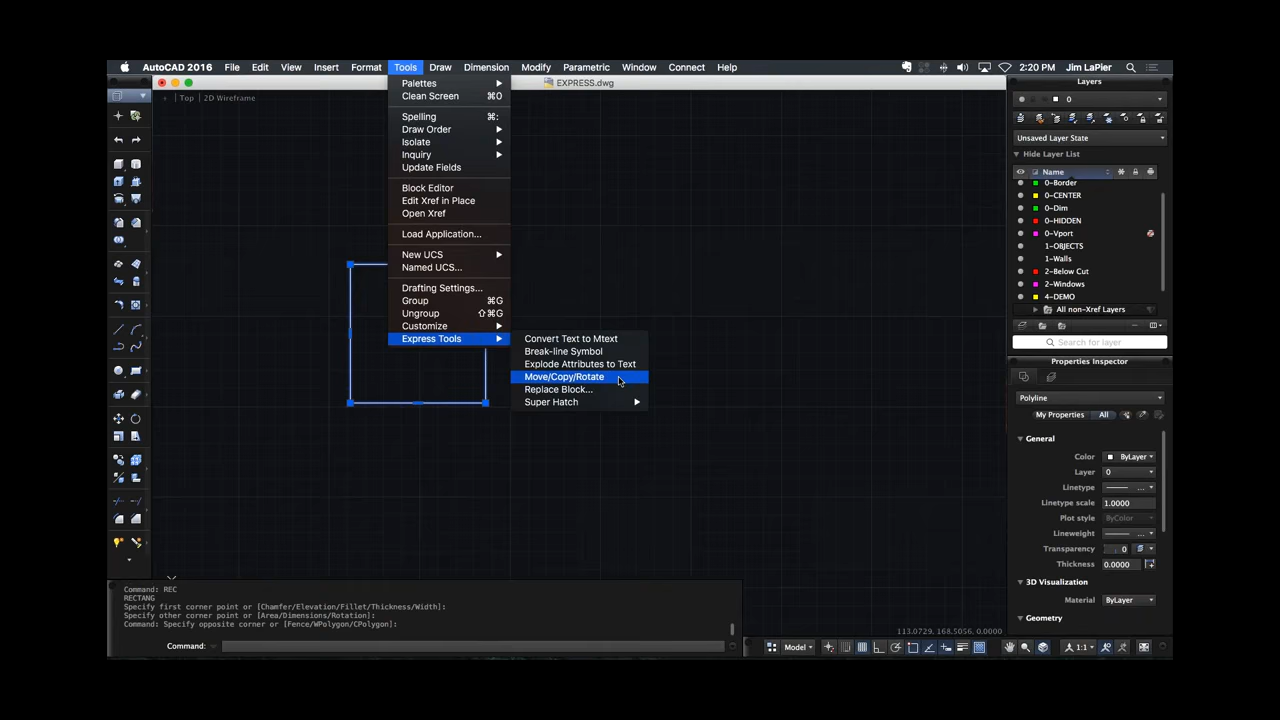 AutoCAD 2016 File Edit View Insert Format Tools Draw Dimension Modify Parametric Window Connect Help 2:20 PM Jim LaPier
EXPRESS.dwg
Top 2D Wireframe
Palettes
Clean Screen ⌘0
Spelling ⌘:
Draw Order
Isolate
Inquiry
Update Fields
Block Editor
Edit Xref in Place
Open Xref
Load Application...
New UCS
Named UCS...
Drafting Settings...
Group ⌘G
Ungroup ⇧⌘G
Customize
Express Tools
Convert Text to Mtext
Break-line Symbol
Explode Attributes to Text
Move/Copy/Rotate
Replace Block...
Super Hatch
Layers
0
Unsaved Layer State
Hide Layer List
Name
0-Border
0-CENTER
0-Dim
0-HIDDEN
0-Vport
1-OBJECTS
1-Walls
2-Below Cut
2-Windows
4-DEMO
All non-Xref Layers
Search for layer
Properties Inspector
Polyline
My Properties All
General
Color ByLayer
Layer 0
Linetype ...
Linetype scale 1.0000
Plot style ByColor
Lineweight ...
Transparency 0
Thickness 0.0000
3D Visualization
Material ByLayer
Geometry
Command: REC
RECTANG
Specify first corner point or [Chamfer/Elevation/Fillet/Thickness/Width]:
Specify other corner point or [Area/Dimensions/Rotation]:
Command: Specify opposite corner or [Fence/WPolygon/CPolygon]:
Command:
113.0729, 168.5056, 0.0000
Model 1:1